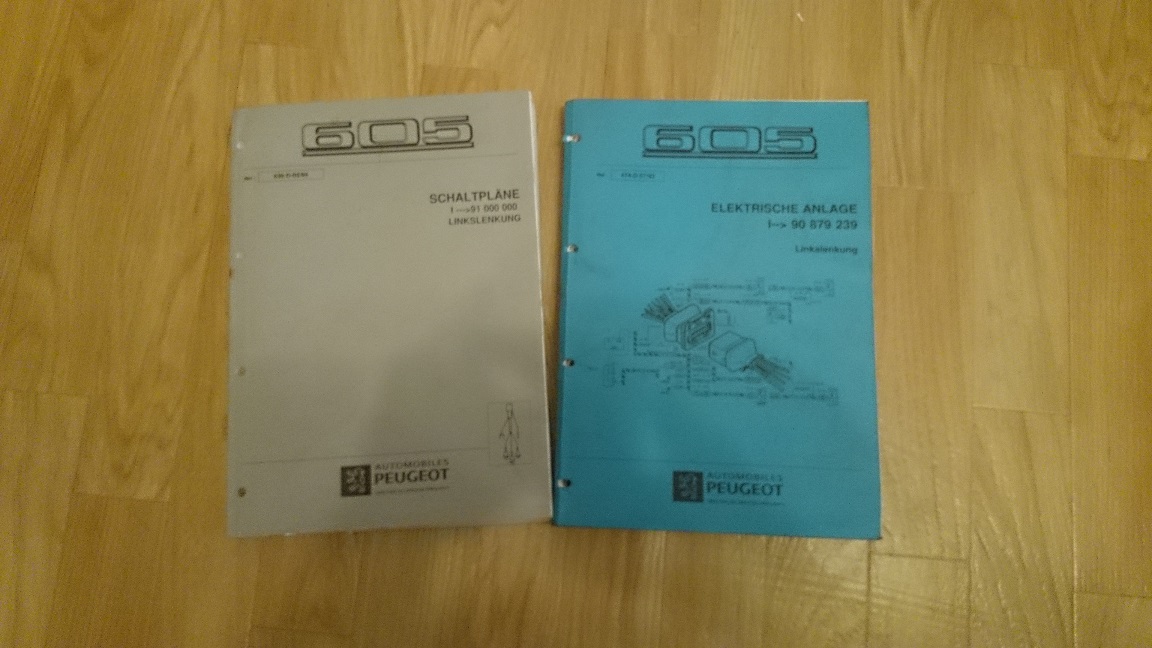 605
SCHALTPLÄNE
I --->91 000 000
LINKSLENKUNG
AUTOMOBILES
PEUGEOT
605
ELEKTRISCHE ANLAGE
I--> 90 879 239
Linkslenkung
AUTOMOBILES
PEUGEOT